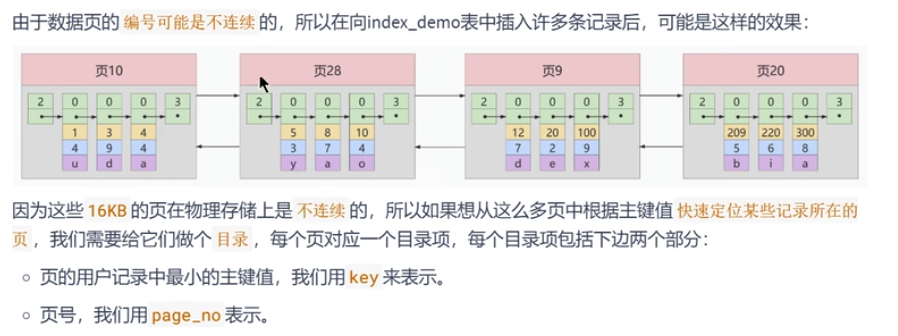 由于数据页的 编号可能是不连续 的，所以在向index_demo表中插入许多条记录后，可能是这样的效果：
页10 页28 页9 页20
2 0 0 0 3 2 0 0 0 3 2 0 0 0 3 2 0 0 0 3
1 3 4 5 8 10 12 20 100 209 220 300
4 9 4 3 7 4 7 2 9 5 6 8
u d a y a o d e x b i a
因为这些 16KB 的页在物理存储上是 不连续 的，所以如果想从这么多页中根据主键值 快速定位某些记录所在的
页 ，我们需要给它们做个 目录 ，每个页对应一个目录项，每个目录项包括下边两个部分：
页的用户记录中最小的主键值，我们用 key 来表示。
页号，我们用 page_no 表示。